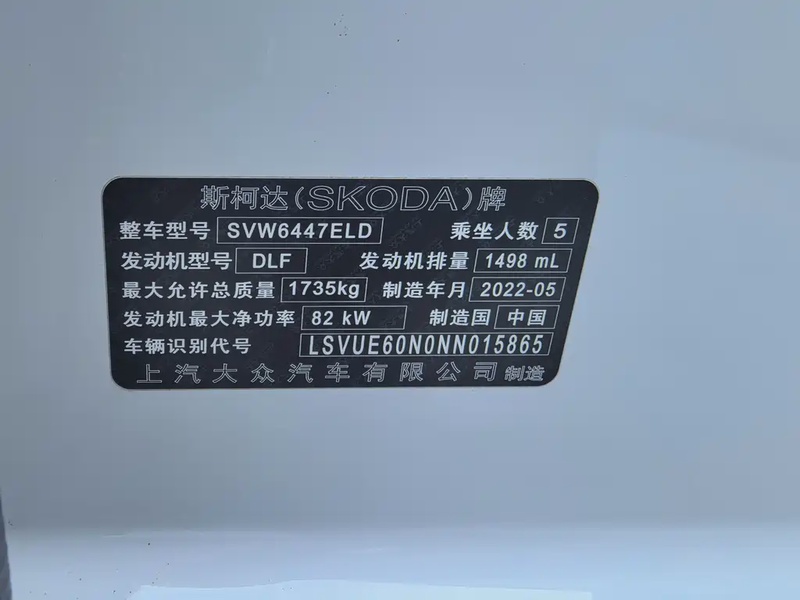 斯柯达(SKODA)牌
整车型号 SVW6447ELD 乘坐人数 5
发动机型号 DLF 发动机排量 1498 mL
最大允许总质量 1735kg 制造年月 2022-05
发动机最大净功率 82 kW 制造国 中国
车辆识别代号 LSVUE60N0NN015865
上汽大众汽车有限公司 制造